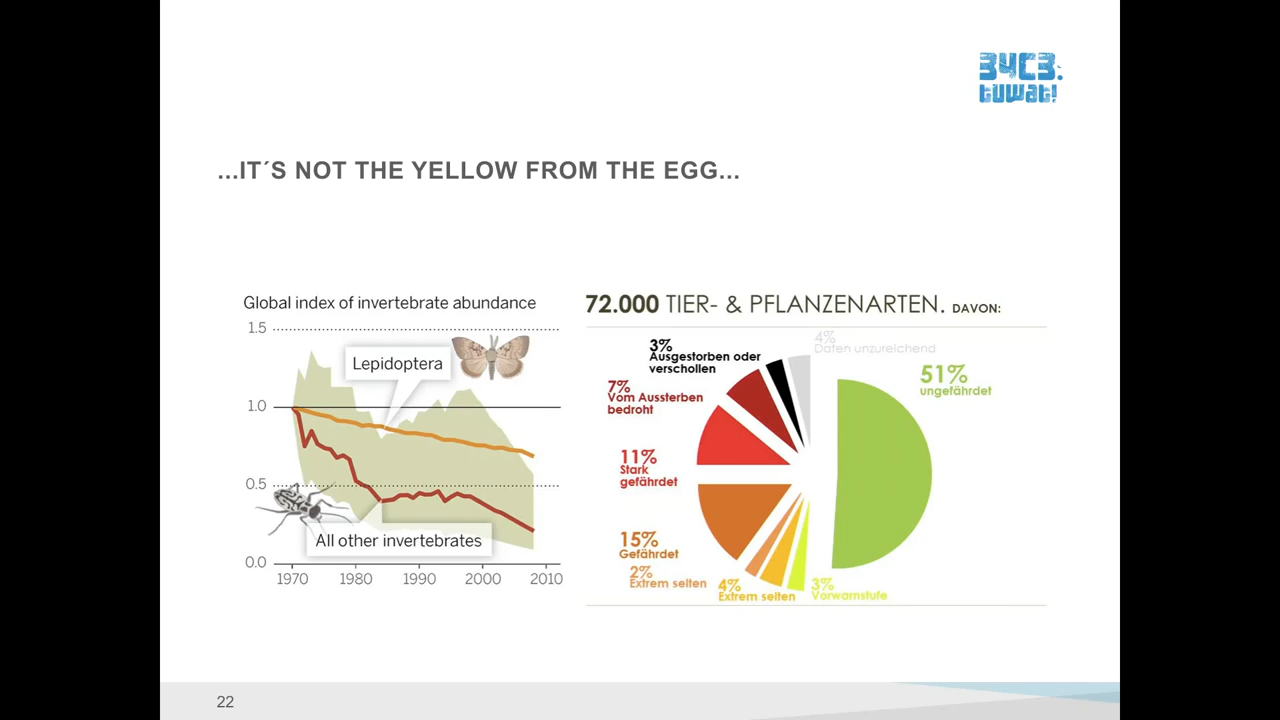 34C3.
tuwat!
...IT´S NOT THE YELLOW FROM THE EGG...
Global index of invertebrate abundance
1.5
Lepidoptera
1.0
0.5
All other invertebrates
0.0
1970 1980 1990 2000 2010
72.000 TIER- & PFLANZENARTEN. DAVON:
4%
Daten unzureichend
3%
Ausgestorben oder
verschollen
51%
ungefährdet
7%
Vom Aussterben
bedroht
11%
Stark
gefährdet
15%
Gefährdet
2%
Extrem selten
4%
Extrem selten
3%
Vorwarnstufe
22